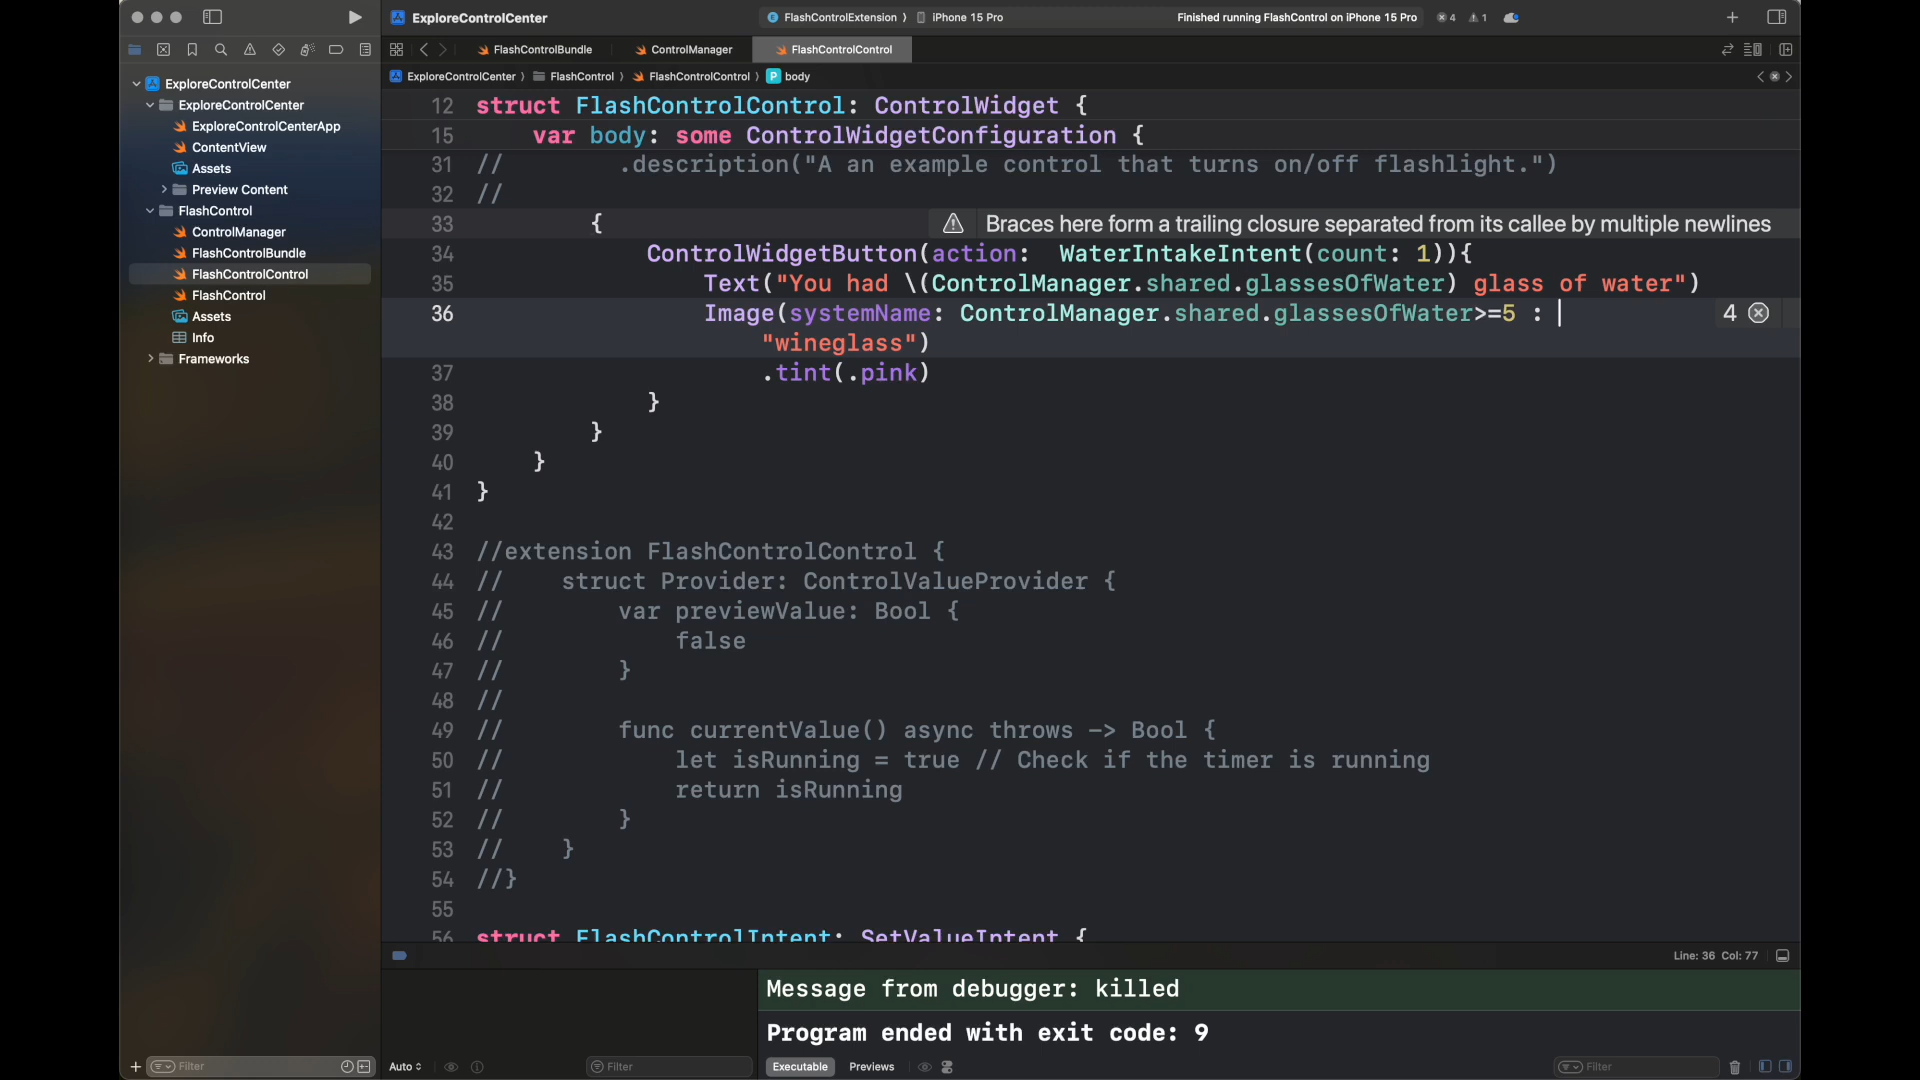 ExploreControlCenter
FlashControlExtension 〉 iPhone 15 Pro
Finished running FlashControl on iPhone 15 Pro
4 1
FlashControlBundle
ControlManager
FlashControlControl
ExploreControlCenter 〉 FlashControl 〉 FlashControlControl 〉 P body
ExploreControlCenter
ExploreControlCenter
ExploreControlCenterApp
ContentView
Assets
Preview Content
FlashControl
ControlManager
FlashControlBundle
FlashControlControl
FlashControl
Assets
Info
Frameworks
12 struct FlashControlControl: ControlWidget {
15 var body: some ControlWidgetConfiguration {
31 // .description("A an example control that turns on/off flashlight.")
32 //
33 { Braces here form a trailing closure separated from its callee by multiple newlines
34 ControlWidgetButton(action:  WaterIntakeIntent(count: 1)){
35 Text("You had \(ControlManager.shared.glassesOfWater) glass of water")
36 Image(systemName: ControlManager.shared.glassesOfWater>=5 : 4
"wineglass")
37 .tint(.pink)
38 }
39 }
40 }
41 }
42
43 //extension FlashControlControl {
44 // struct Provider: ControlValueProvider {
45 // var previewValue: Bool {
46 // false
47 // }
48 //
49 // func currentValue() async throws -> Bool {
50 // let isRunning = true // Check if the timer is running
51 // return isRunning
52 // }
53 // }
54 //}
55
56 struct FlashControlIntent: SetValueIntent {
Line: 36 Col: 77
Message from debugger: killed
Program ended with exit code: 9
Filter
Auto
Filter
Executable
Previews
Filter